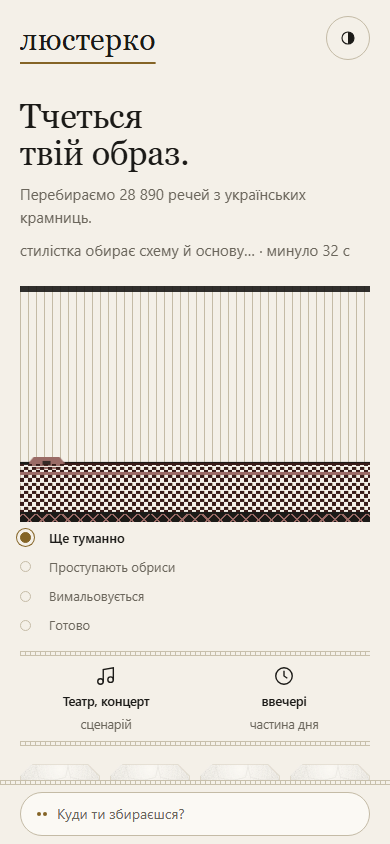 люстерко
Тчеться
твій образ.
Перебираємо 28 890 речей з українських
крамниць.
стилістка обирає схему й основу... · минуло 32 с
Ще туманно
Проступають обриси
Вимальовується
Готово
Театр, концерт
ввечері
сценарій
частина дня
Куди ти збираєшся?